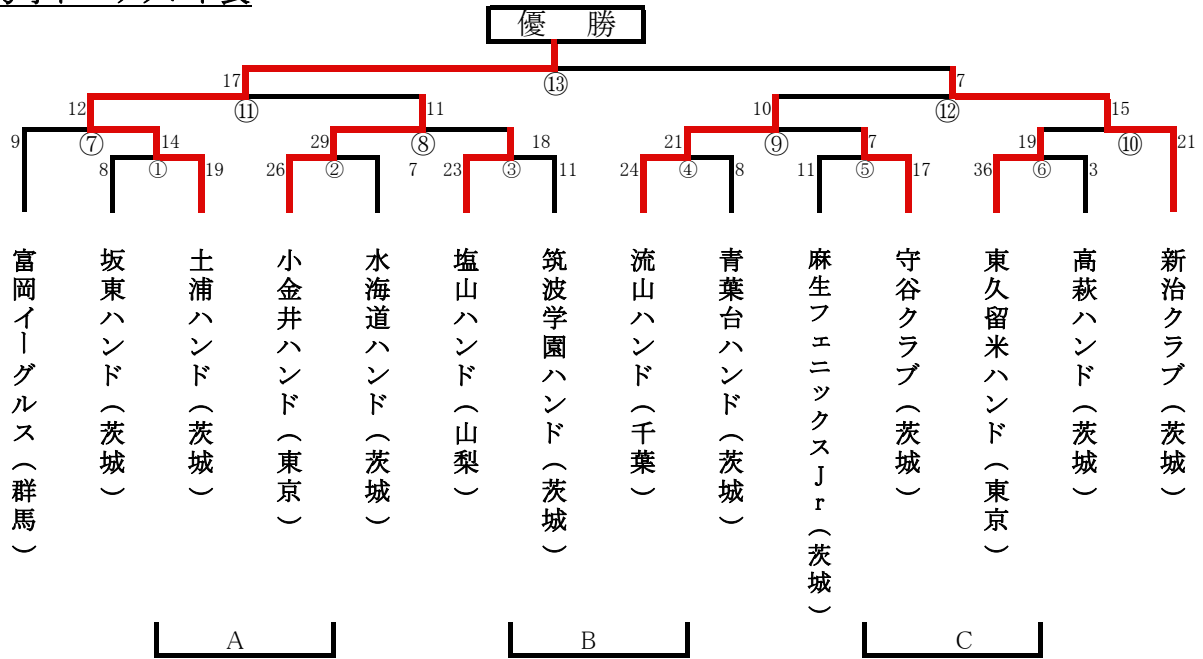 優 勝
17 ⑬ 7
12 ⑪ 11 10 ⑫ 15
9 ⑦ 14 29 ⑧ 18 21 ⑨ 7 19 ⑩ 21
8 ① 19 26 ② 7 23 ③ 11 24 ④ 8 11 ⑤ 17 36 ⑥ 3
富岡イーグルス(群馬)
坂東ハンド(茨城)
土浦ハンド(茨城)
小金井ハンド(東京)
水海道ハンド(茨城)
塩山ハンド(山梨)
筑波学園ハンド(茨城)
流山ハンド(千葉)
青葉台ハンド(茨城)
麻生フェニックスJr(茨城)
守谷クラブ(茨城)
東久留米ハンド(東京)
高萩ハンド(茨城)
新治クラブ(茨城)
A B C